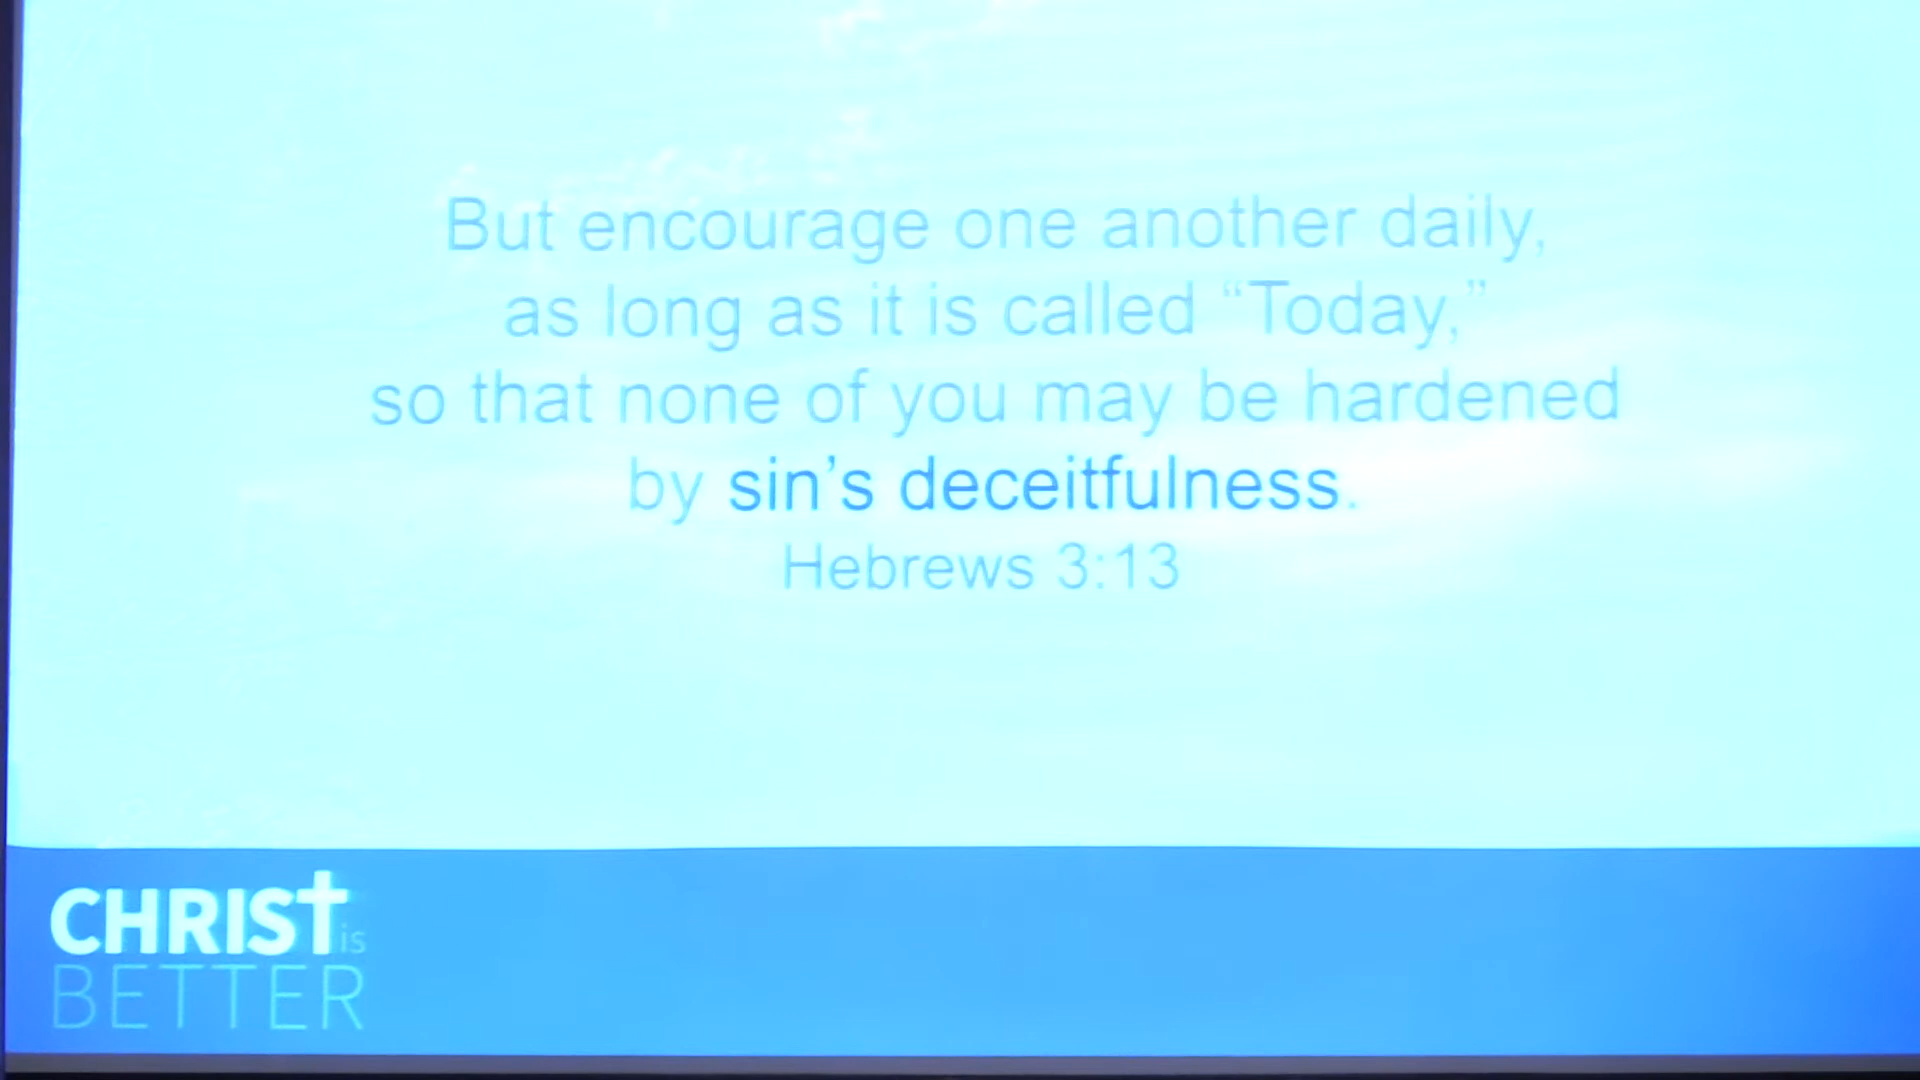 But encourage one another daily,
as long as it is called “Today,”
so that none of you may be hardened
by sin’s deceitfulness.
Hebrews 3:13
CHRIST is
BETTER